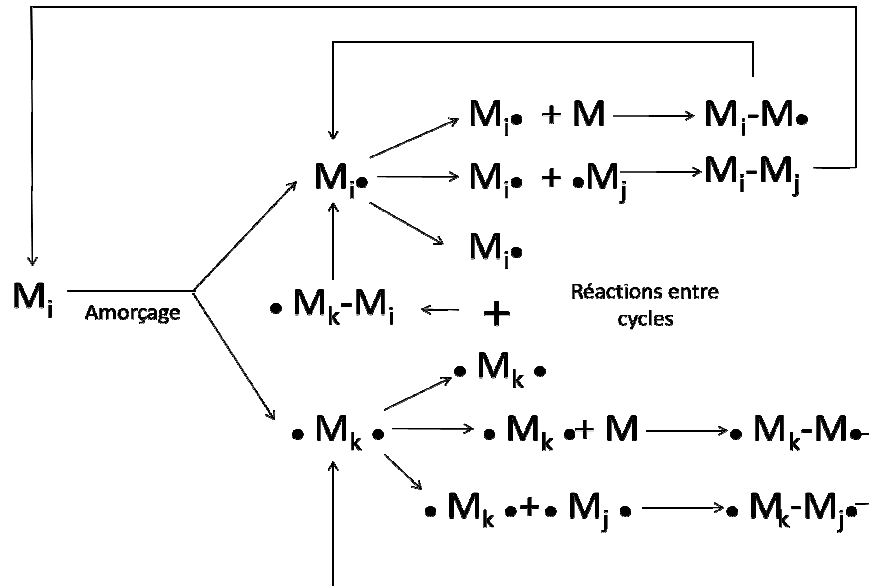 Mi• + M Mi-M•
Mi• Mi• + •Mj Mi-Mj
Mi•
Mi Amorçage • Mk-Mi + Réactions entre
cycles
• Mk •
• Mk • • Mk •+ M • Mk-M•
• Mk •+• Mj • • Mk-Mj•